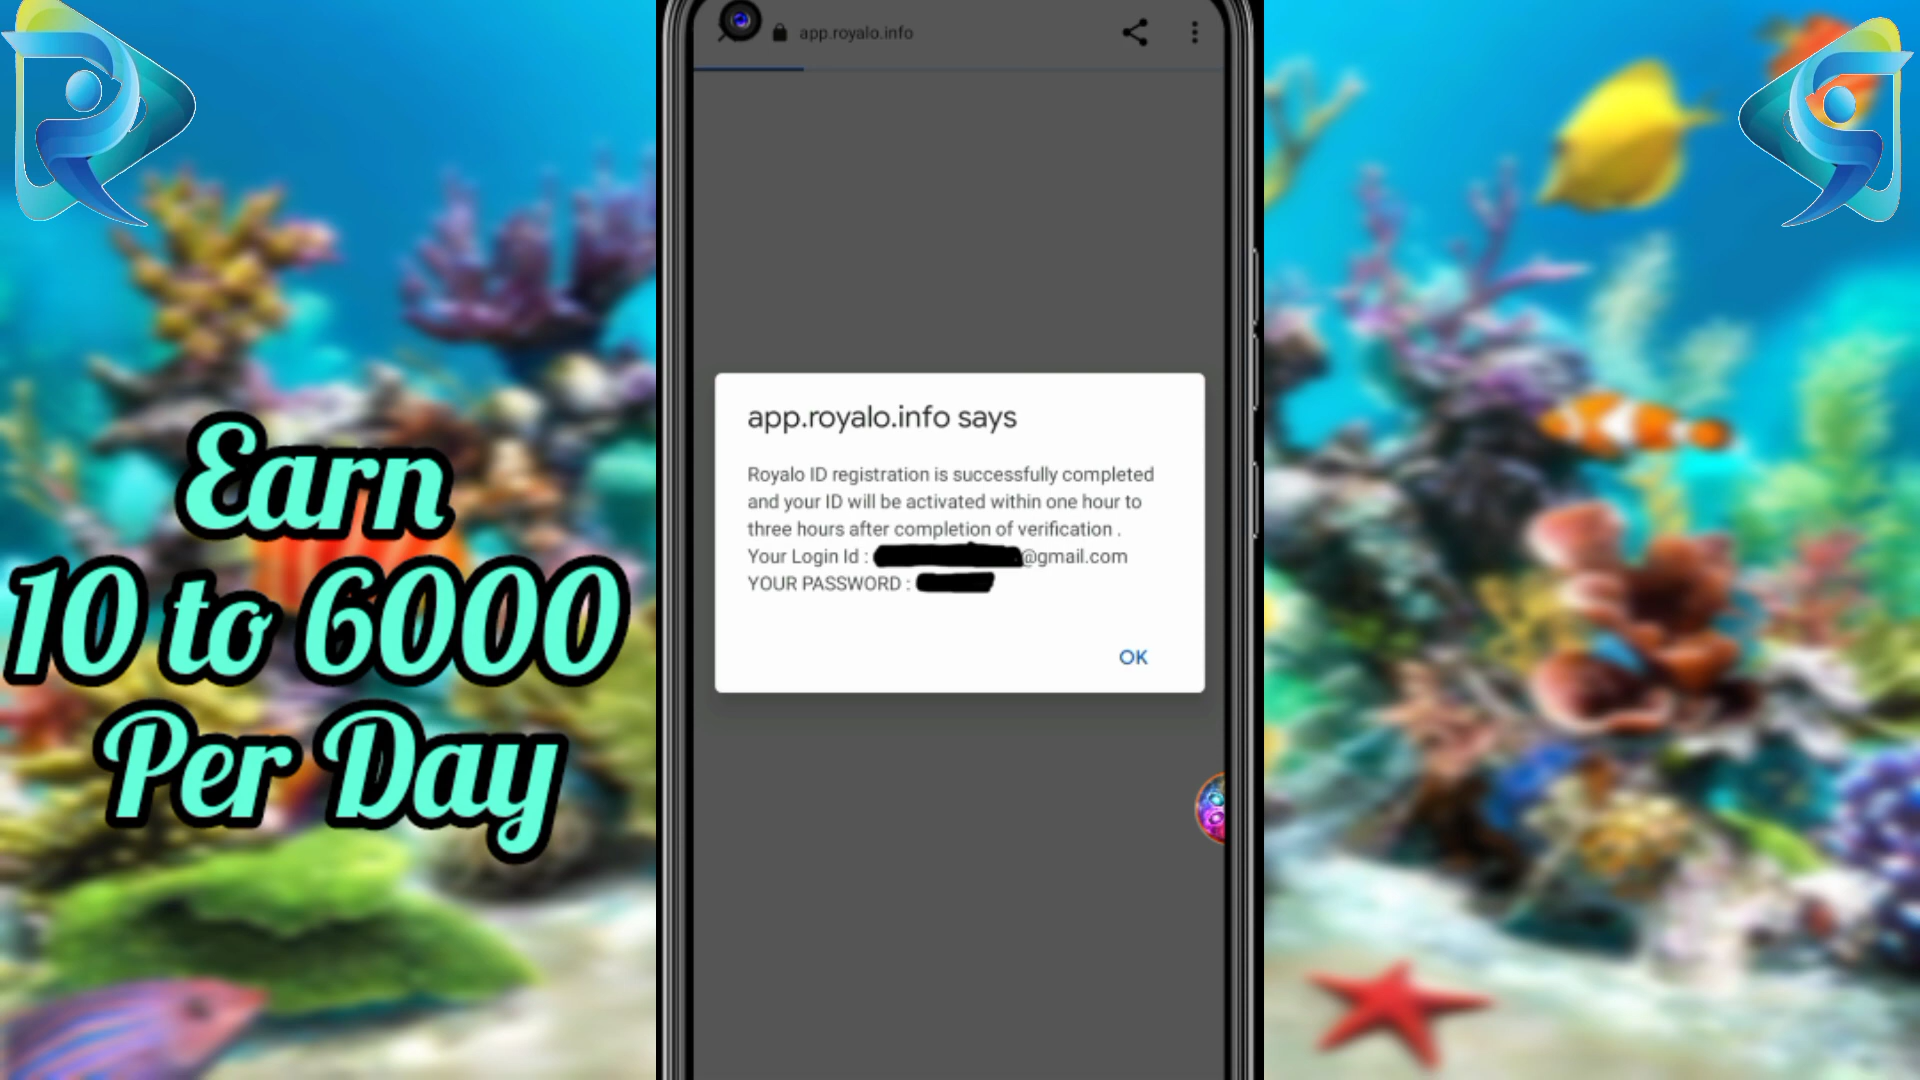 Earn
10 to 6000
Per Day
app.royalo.info
app.royalo.info says
Royalo ID registration is successfully completed
and your ID will be activated within one hour to
three hours after completion of verification .
Your Login Id : @gmail.com
YOUR PASSWORD :
OK